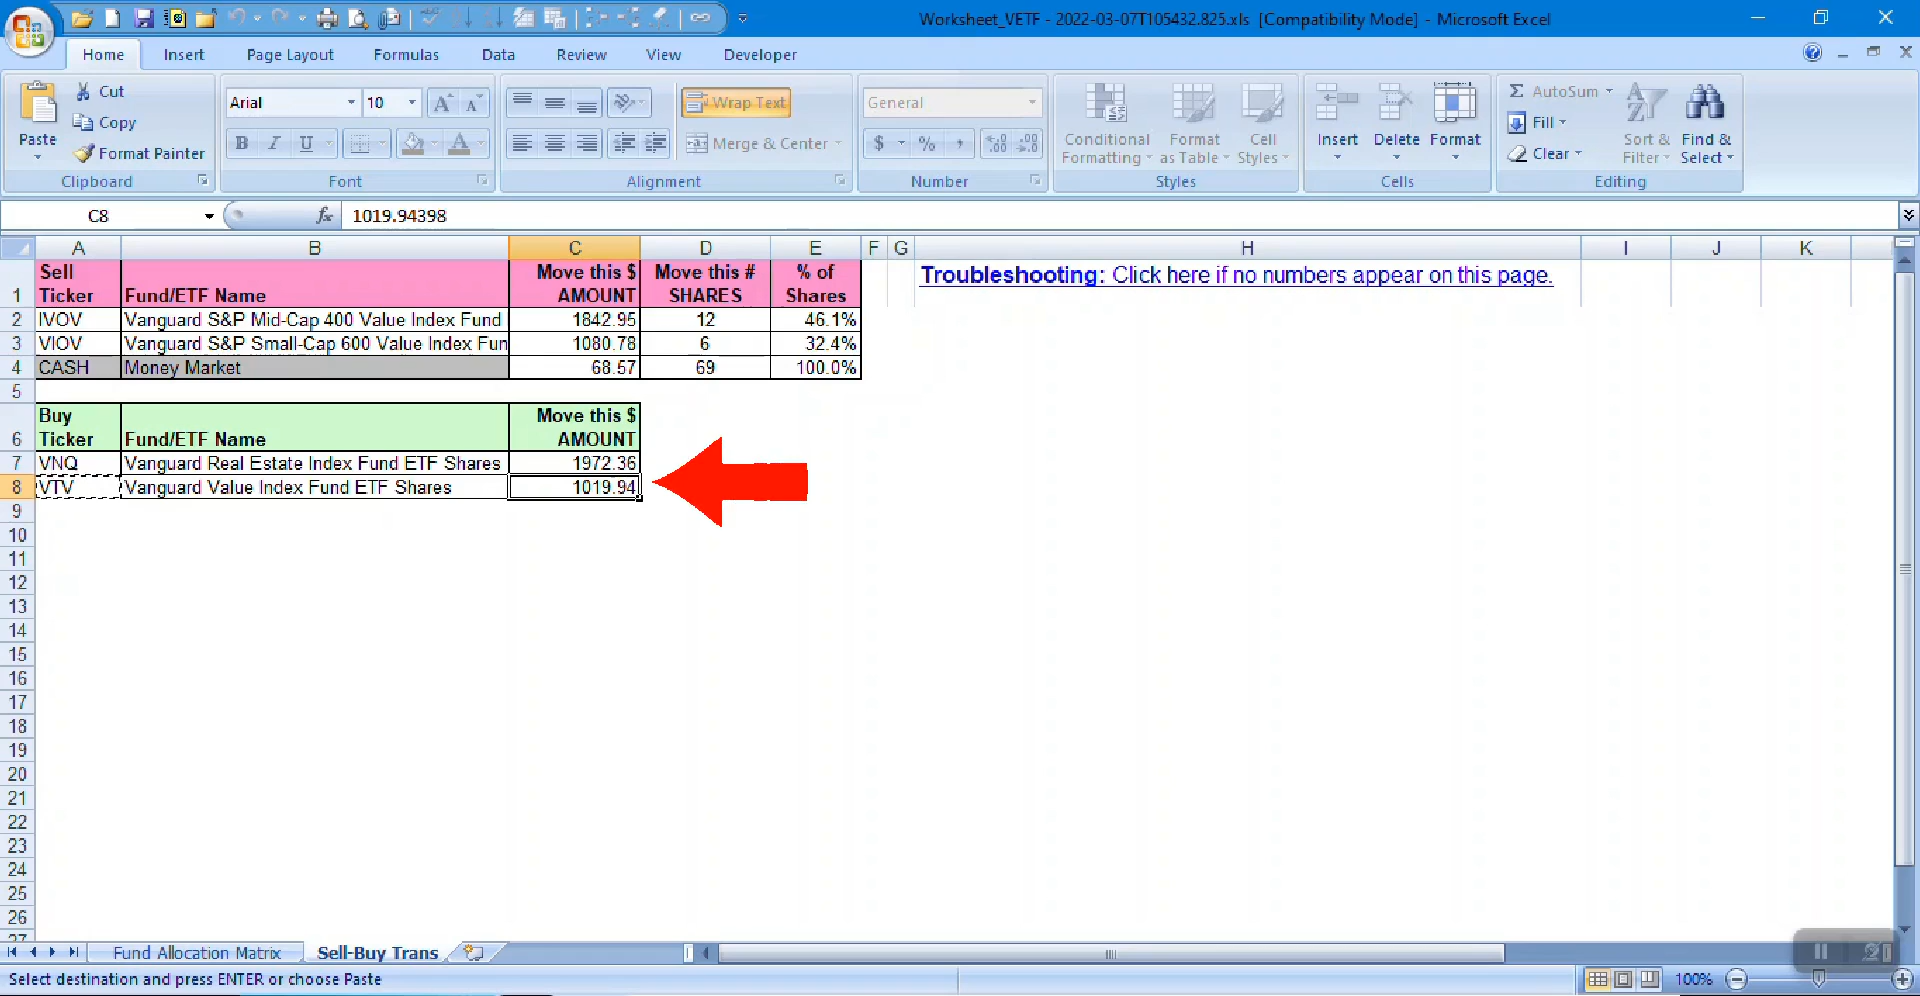 Worksheet_VETF - 2022-03-07T105432.825.xls [Compatibility Mode] - Microsoft Excel
Home Insert Page Layout Formulas Data Review View Developer
Paste
Cut
Copy
Format Painter
Clipboard
Arial 10
B I U
Font
Wrap Text
Merge & Center
Alignment
General
$ % ,
Number
Conditional Formatting
Format as Table
Cell Styles
Styles
Insert Delete Format
Cells
AutoSum
Fill
Clear
Sort & Filter
Find & Select
Editing
C8 fx 1019.94398
A B C D E F G H I J K
1 Sell Ticker Fund/ETF Name Move this $ AMOUNT Move this # SHARES % of Shares Troubleshooting: Click here if no numbers appear on this page.
2 IVOV Vanguard S&P Mid-Cap 400 Value Index Fund 1842.95 12 46.1%
3 VIOV Vanguard S&P Small-Cap 600 Value Index Fun 1080.78 6 32.4%
4 CASH Money Market 68.57 69 100.0%
5
6 Buy Ticker Fund/ETF Name Move this $ AMOUNT
7 VNQ Vanguard Real Estate Index Fund ETF Shares 1972.36
8 VTV Vanguard Value Index Fund ETF Shares 1019.94
9
10
11
12
13
14
15
16
17
18
19
20
21
22
23
24
25
26
27
Fund Allocation Matrix Sell-Buy Trans
Select destination and press ENTER or choose Paste 100%